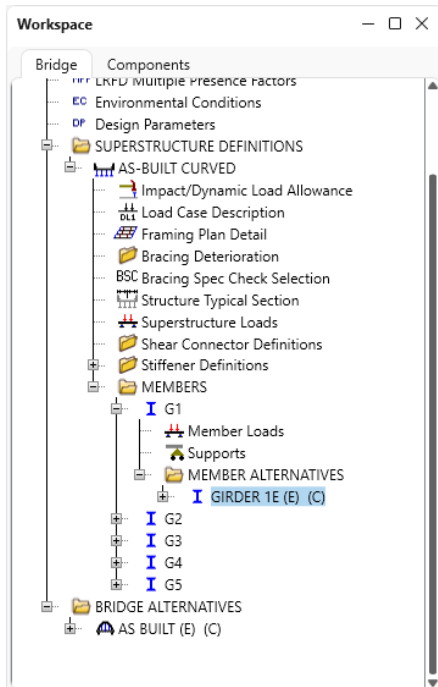 Workspace
Bridge Components
MPF LRFD Multiple Presence Factors
EC Environmental Conditions
DP Design Parameters
SUPERSTRUCTURE DEFINITIONS
AS-BUILT CURVED
Impact/Dynamic Load Allowance
DL1 Load Case Description
Framing Plan Detail
Bracing Deterioration
BSC Bracing Spec Check Selection
Structure Typical Section
Superstructure Loads
Shear Connector Definitions
Stiffener Definitions
MEMBERS
G1
Member Loads
Supports
MEMBER ALTERNATIVES
GIRDER 1E (E) (C)
G2
G3
G4
G5
BRIDGE ALTERNATIVES
AS BUILT (E) (C)